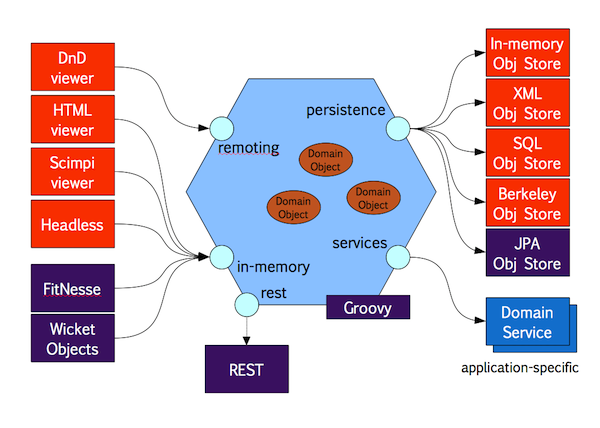 DnD
viewer
HTML
viewer
Scimpi
viewer
Headless
FitNesse
Wicket
Objects
remoting
in-memory
rest
REST
persistence
services
Domain
Object
Domain
Object
Domain
Object
Groovy
In-memory
Obj Store
XML
Obj Store
SQL
Obj Store
Berkeley
Obj Store
JPA
Obj Store
Domain
Service
application-specific